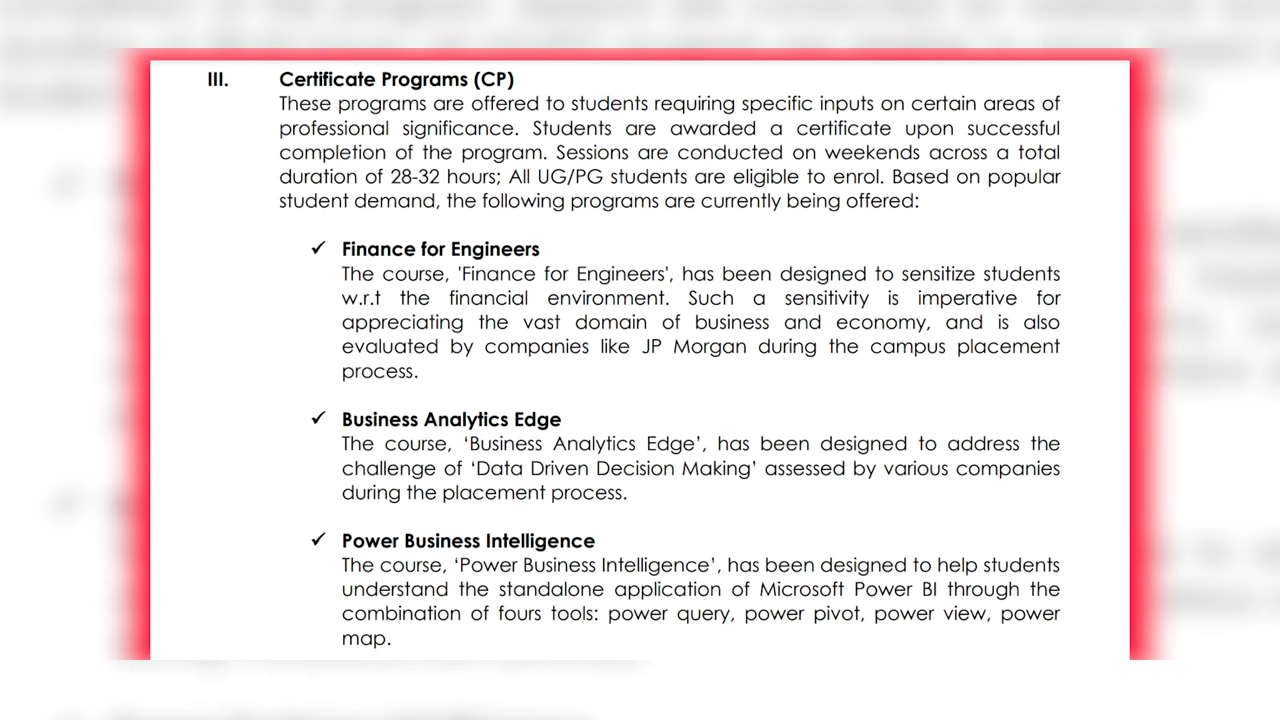 III. Certificate Programs (CP)
These programs are offered to students requiring specific inputs on certain areas of
professional significance. Students are awarded a certificate upon successful
completion of the program. Sessions are conducted on weekends across a total
duration of 28-32 hours; All UG/PG students are eligible to enrol. Based on popular
student demand, the following programs are currently being offered:
✓ Finance for Engineers
The course, 'Finance for Engineers', has been designed to sensitize students
w.r.t the financial environment. Such a sensitivity is imperative for
appreciating the vast domain of business and economy, and is also
evaluated by companies like JP Morgan during the campus placement
process.
✓ Business Analytics Edge
The course, ‘Business Analytics Edge’, has been designed to address the
challenge of ‘Data Driven Decision Making’ assessed by various companies
during the placement process.
✓ Power Business Intelligence
The course, ‘Power Business Intelligence’, has been designed to help students
understand the standalone application of Microsoft Power BI through the
combination of fours tools: power query, power pivot, power view, power
map.